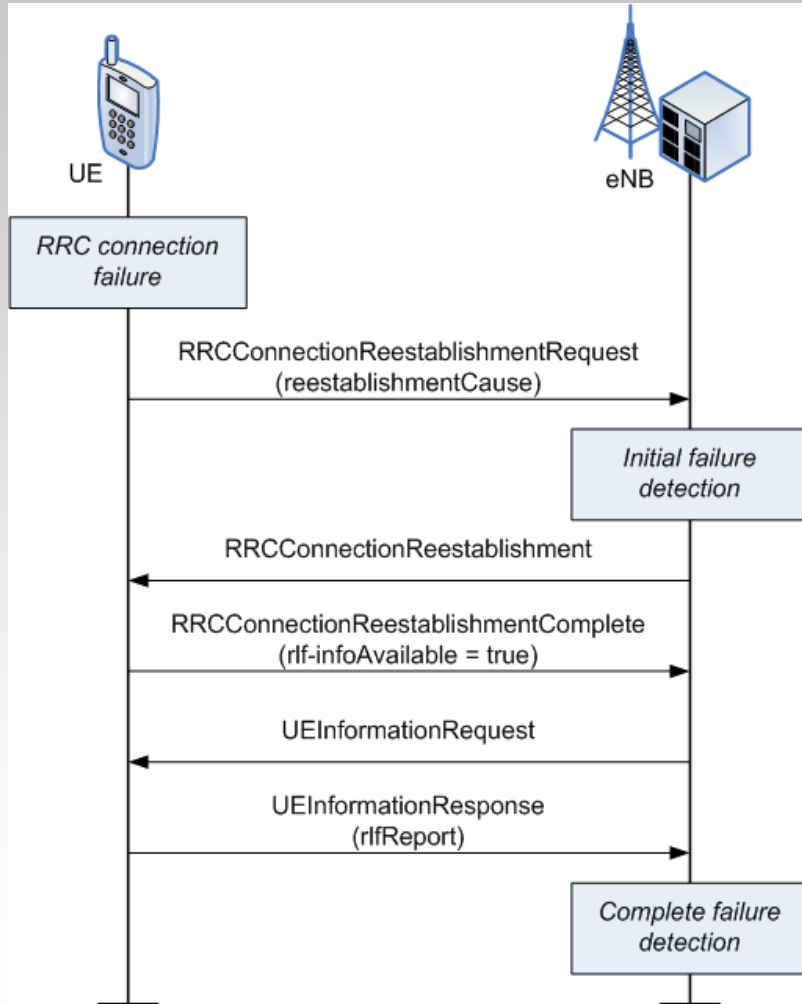 UE
eNB
RRC connection
failure
RRCConnectionReestablishmentRequest
(reestablishmentCause)
Initial failure
detection
RRCConnectionReestablishment
RRCConnectionReestablishmentComplete
(rlf-infoAvailable = true)
UEInformationRequest
UEInformationResponse
(rlfReport)
Complete failure
detection